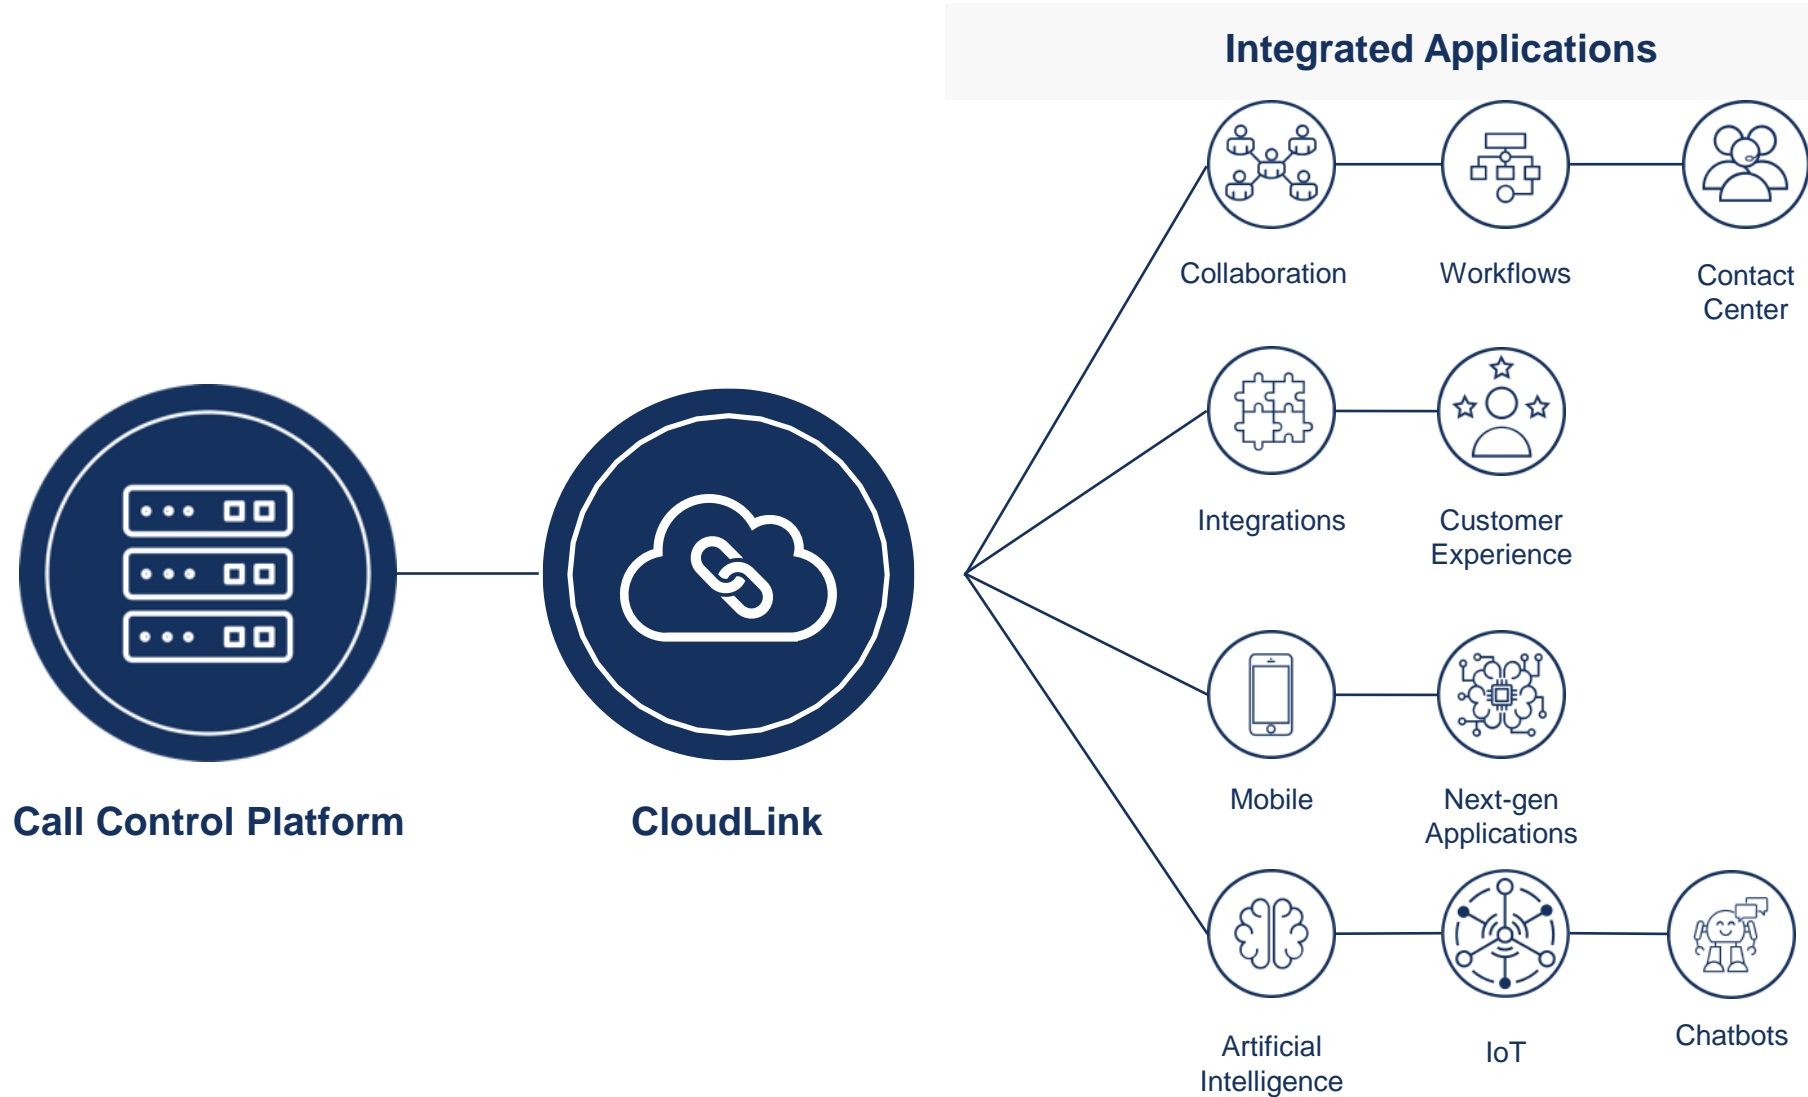 Integrated Applications
Collaboration
Workflows
Contact
Center
Integrations
Customer
Experience
Call Control Platform
CloudLink
Mobile
Next-gen
Applications
Artificial
Intelligence
IoT
Chatbots